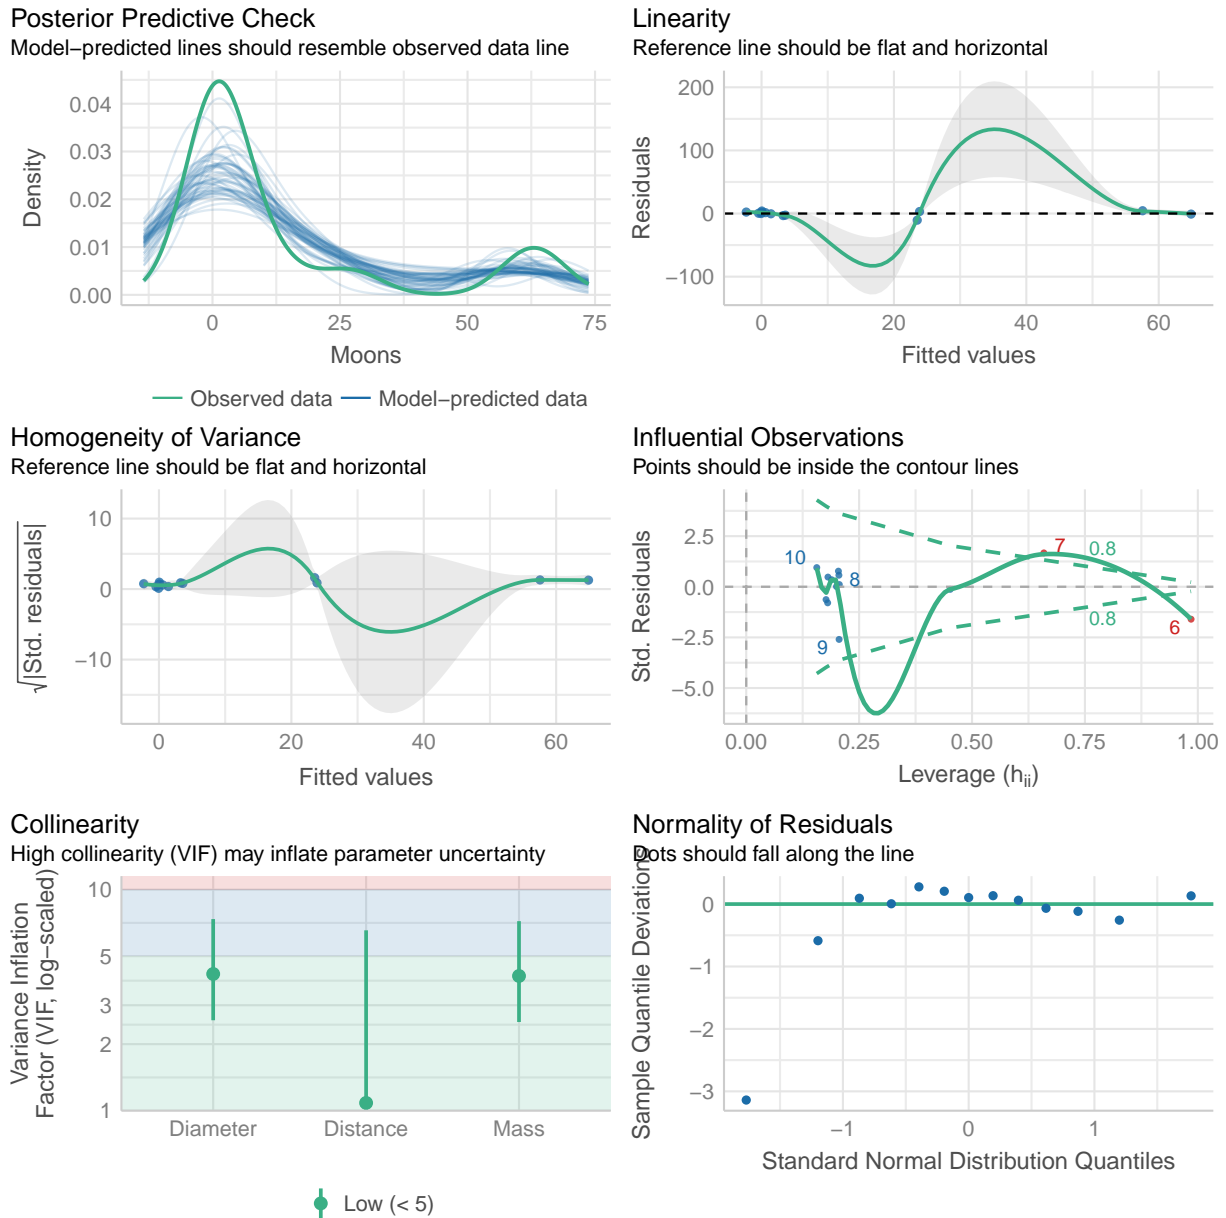 Posterior Predictive Check
Model−predicted lines should resemble observed data line
Density
0.04
0.03
0.02
0.01
0.00
0
25
50
75
Moons
Observed data
Model−predicted data
Linearity
Reference line should be flat and horizontal
Residuals
200
100
0
−100
0
20
40
60
Fitted values
Homogeneity of Variance
Reference line should be flat and horizontal
√|Std. residuals|
10
0
−10
0
20
40
60
Fitted values
Influential Observations
Points should be inside the contour lines
Std. Residuals
2.5
0.0
−2.5
−5.0
10
8
9
7
0.8
0.8
6
0.00
0.25
0.50
0.75
1.00
Leverage (hii)
Collinearity
High collinearity (VIF) may inflate parameter uncertainty
Variance Inflation
Factor (VIF, log−scaled)
10
5
3
2
1
Diameter
Distance
Mass
Low (< 5)
Normality of Residuals
Dots should fall along the line
Sample Quantile Deviations
0
−1
−2
−3
−1
0
1
Standard Normal Distribution Quantiles